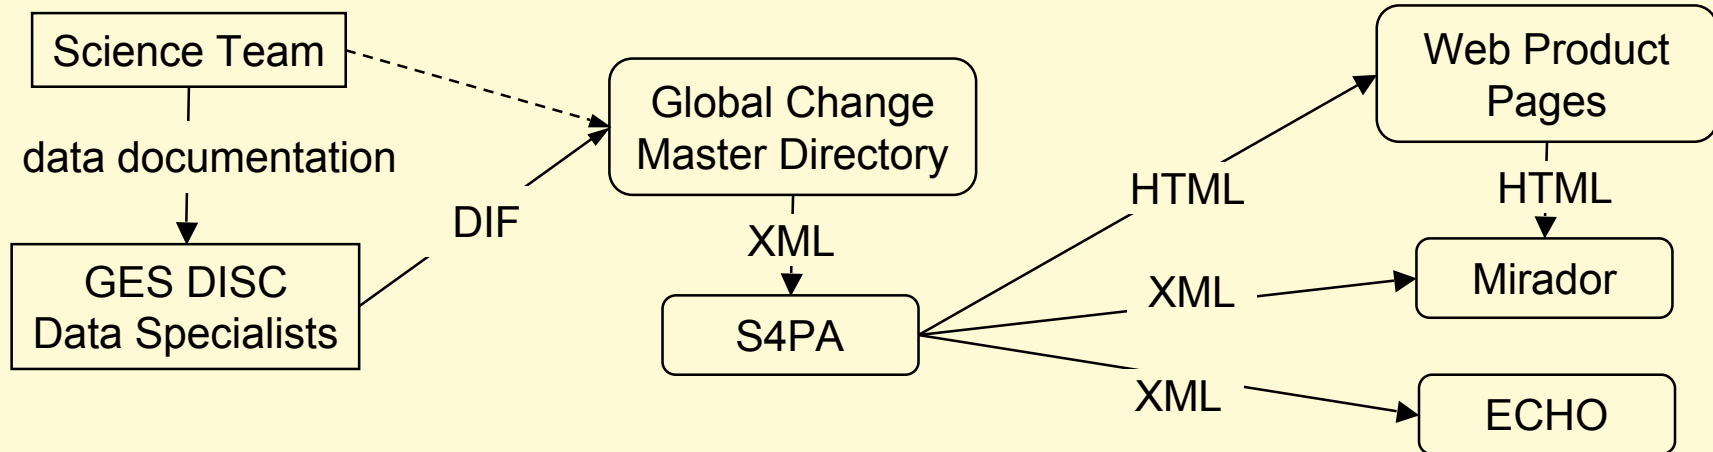 Science Team
data documentation
GES DISC
Data Specialists
DIF
Global Change
Master Directory
XML
S4PA
HTML
XML
XML
Web Product
Pages
HTML
Mirador
ECHO